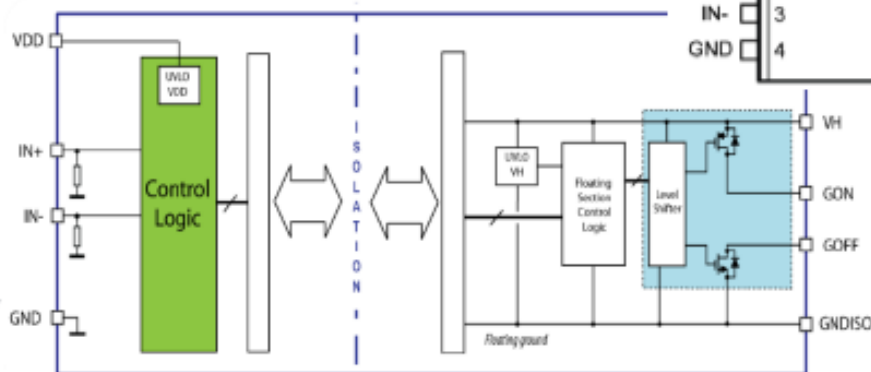 IN- 3
GND 4
VDD
UVLO
VDD
IN+
IN-
GND
Control
Logic
ISOLATION
UVLO
VH
Floating
Section
Control
Logic
Level
Shifter
VH
GON
GOFF
GNDISO
Floating ground